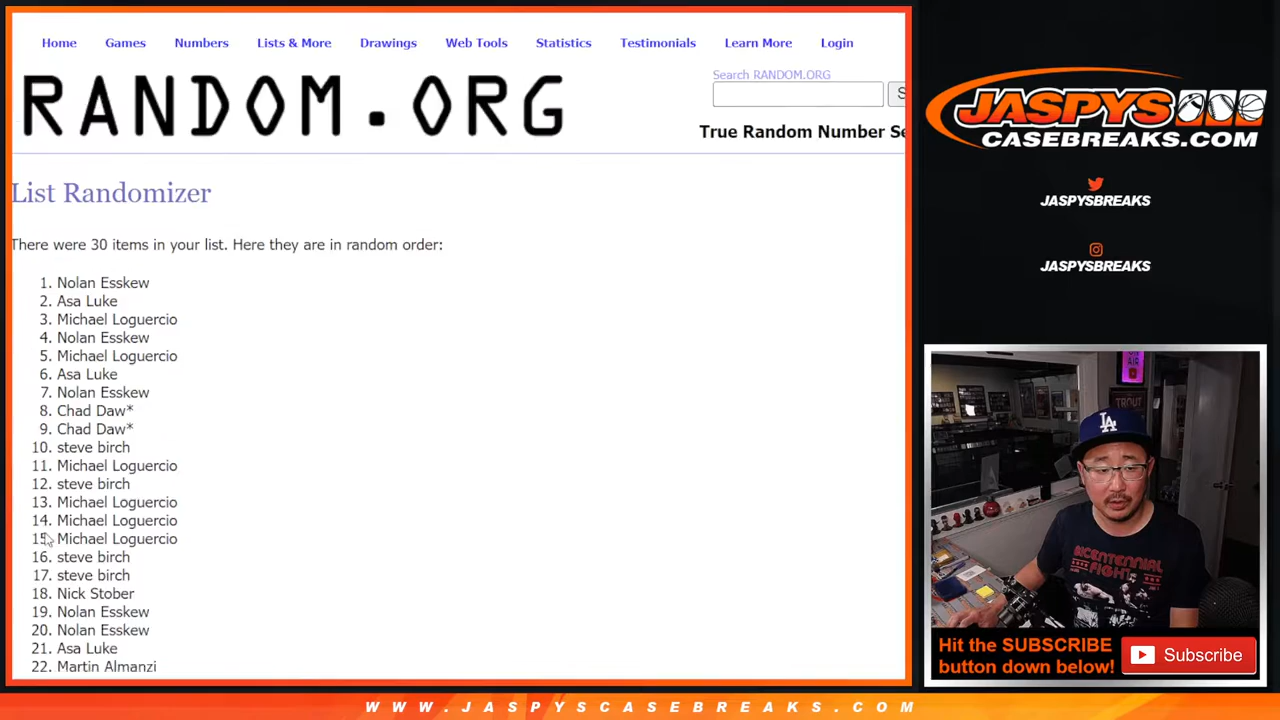 Home Games Numbers Lists & More Drawings Web Tools Statistics Testimonials Learn More Login
RANDOM.ORG
Search RANDOM.ORG
S
True Random Number Se
List Randomizer
There were 30 items in your list. Here they are in random order:
1. Nolan Esskew
2. Asa Luke
3. Michael Loguercio
4. Nolan Esskew
5. Michael Loguercio
6. Asa Luke
7. Nolan Esskew
8. Chad Daw*
9. Chad Daw*
10. steve birch
11. Michael Loguercio
12. steve birch
13. Michael Loguercio
14. Michael Loguercio
15. Michael Loguercio
16. steve birch
17. steve birch
18. Nick Stober
19. Nolan Esskew
20. Nolan Esskew
21. Asa Luke
22. Martin Almanzi
JASPYS
CASEBREAKS.COM
JASPYSBREAKS
JASPYSBREAKS
ON AIR
TROUT
LA
BICENTENNIAL
FIGHT
Hit the SUBSCRIBE
button down below!
Subscribe
WWW.JASPYSCASEBREAKS.COM